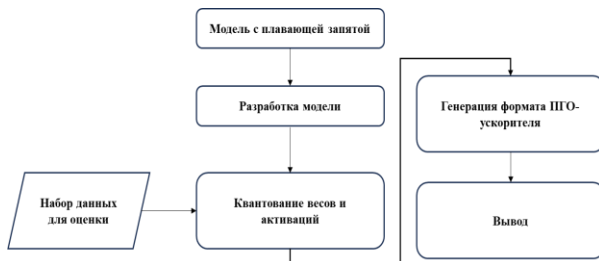 Модель с плавающей запятой
Разработка модели
Набор данных
для оценки
Квантование весов и
активаций
Генерация формата ПГО-
ускорителя
Вывод